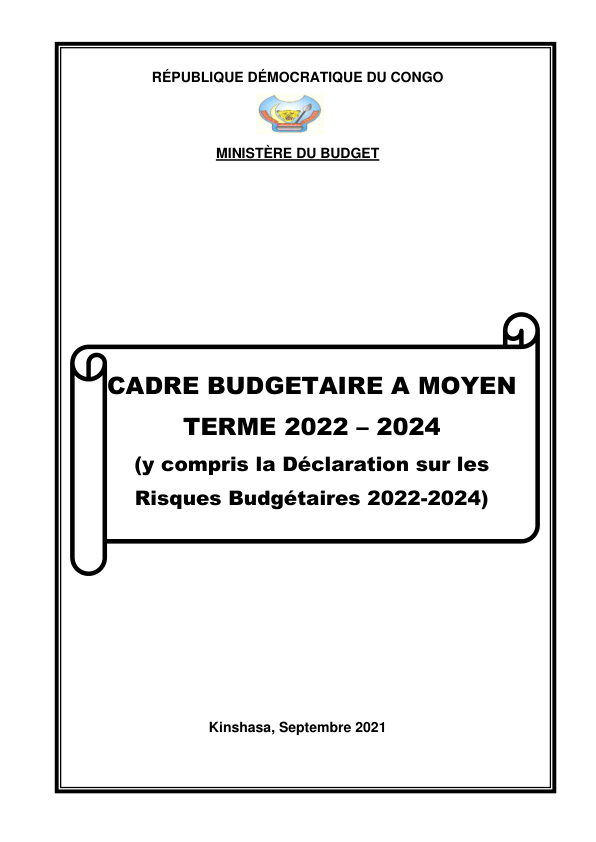 RÉPUBLIQUE DÉMOCRATIQUE DU CONGO
MINISTÈRE DU BUDGET
CADRE BUDGETAIRE A MOYEN
TERME 2022 – 2024
(y compris la Déclaration sur les
Risques Budgétaires 2022-2024)
Kinshasa, Septembre 2021